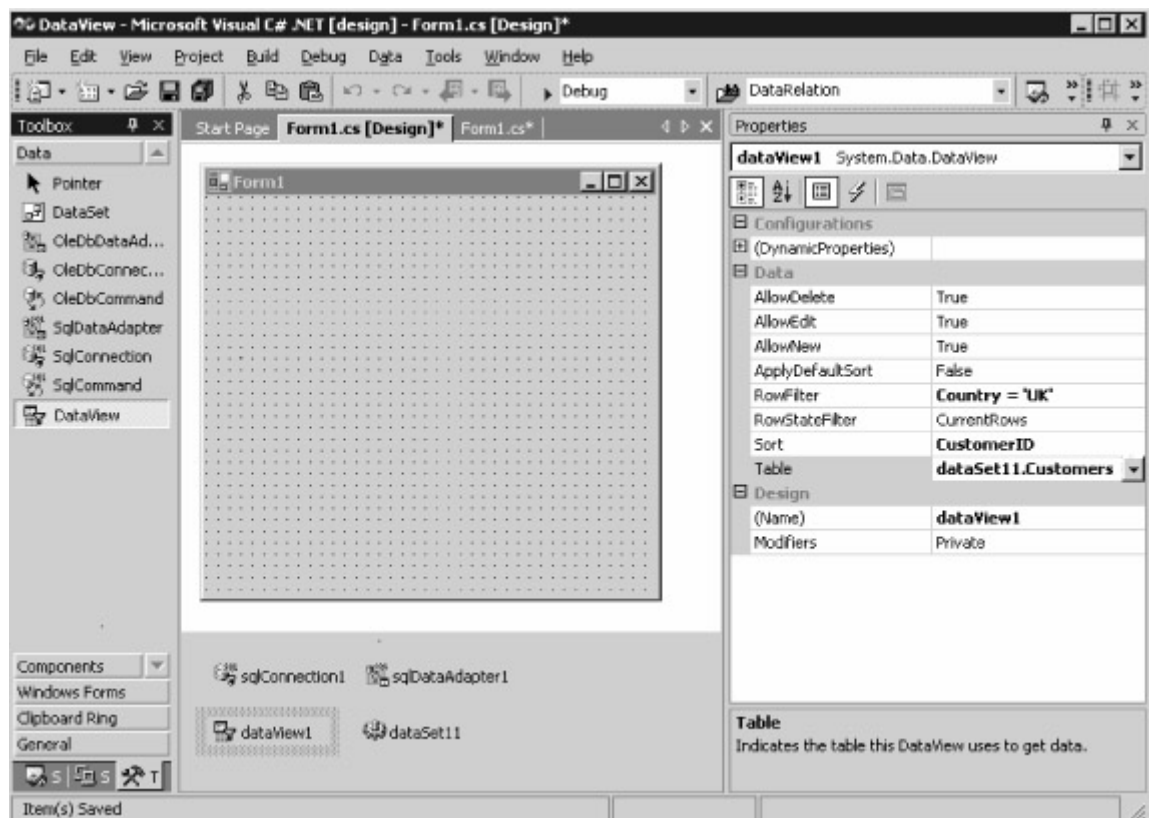 DataView - Microsoft Visual C# .NET [design] - Form1.cs [Design]*
File Edit View Project Build Debug Data Tools Window Help
Debug DataRelation
Toolbox
Start Page Form1.cs [Design]* Form1.cs*
Properties
Data
Pointer
DataSet
OleDbDataAd...
OleDbConnec...
OleDbCommand
SqlDataAdapter
SqlConnection
SqlCommand
DataView
Form1
dataView1 System.Data.DataView
Configurations
(DynamicProperties)
Data
AllowDelete True
AllowEdit True
AllowNew True
ApplyDefaultSort False
RowFilter Country = 'UK'
RowStateFilter CurrentRows
Sort CustomerID
Table dataSet11.Customers
Design
(Name) dataView1
Modifiers Private
Components
Windows Forms
Clipboard Ring
General
S S T
sqlConnection1 sqlDataAdapter1
dataView1 dataSet11
Table
Indicates the table this DataView uses to get data.
Item(s) Saved